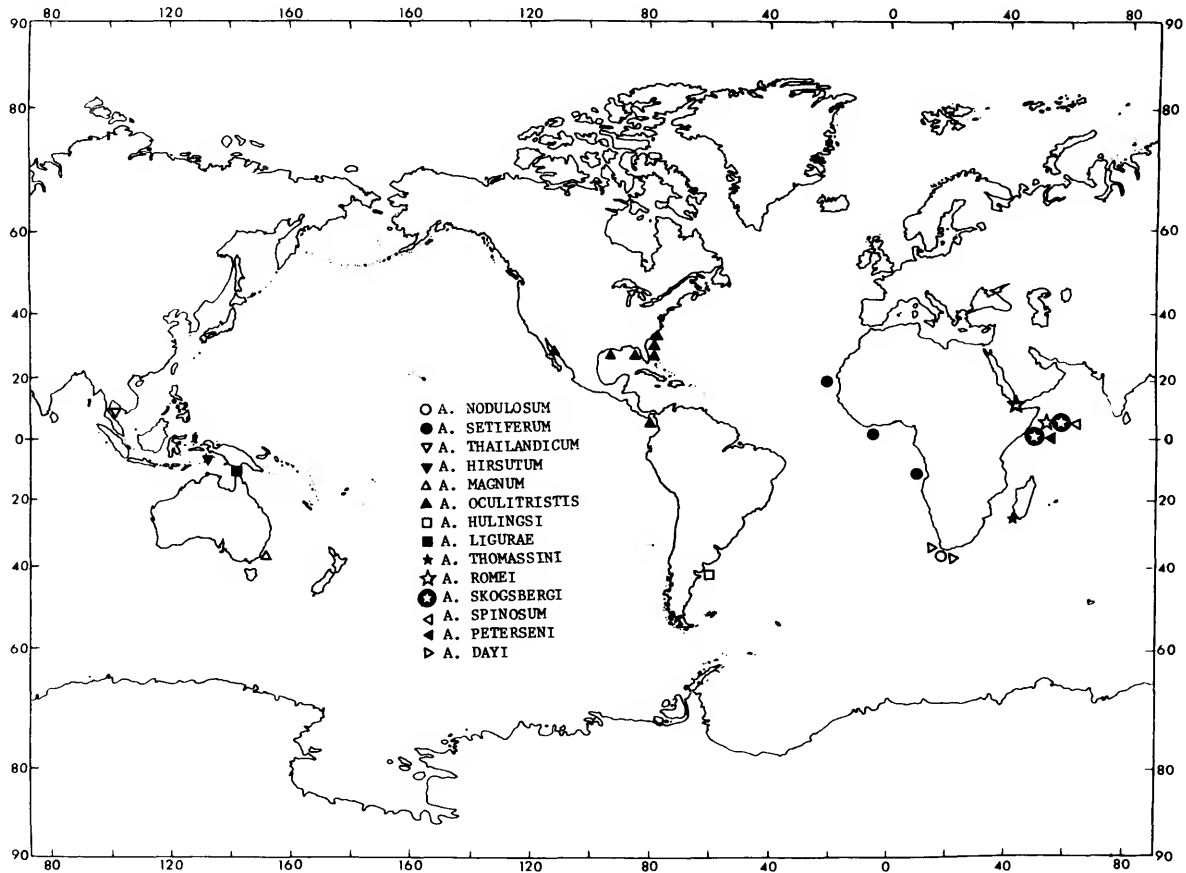 80 120 160 160 120 80 40 0 40 80
90 90
80 80
60 60
40 40
20 20
0 0
20 20
40 40
60 60
80 80
90 90
80 120 160 160 120 80 40 0 40 80
A. NODULOSUM
A. SETIFERUM
A. THAILANDICUM
A. HIRSUTUM
A. MAGNUM
A. OCULITRISTIS
A. HULINGSI
A. LIGURAE
A. THOMASSINI
A. ROMEI
A. SKOGSBERGI
A. SPINOSUM
A. PETERSENI
A. DAYI